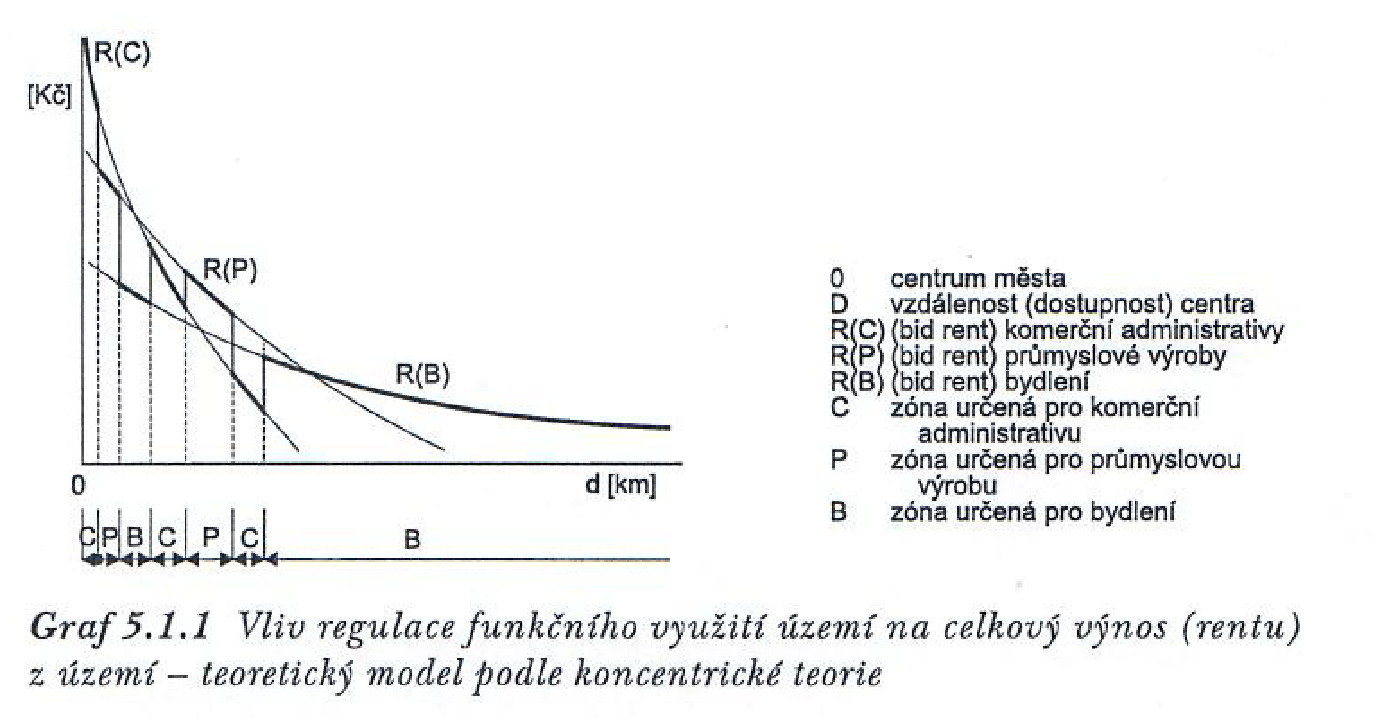 R(C)
[Kč]
R(P)
R(B)
0
d [km]
C P B C P C B
0 centrum města
D vzdálenost (dostupnost) centra
R(C) (bid rent) komerční administrativy
R(P) (bid rent) průmyslové výroby
R(B) (bid rent) bydlení
C zóna určená pro komerční
administrativu
P zóna určená pro průmyslovou
výrobu
B zóna určená pro bydlení
Graf 5.1.1 Vliv regulace funkčního využití území na celkový výnos (rentu)
z území – teoretický model podle koncentrické teorie